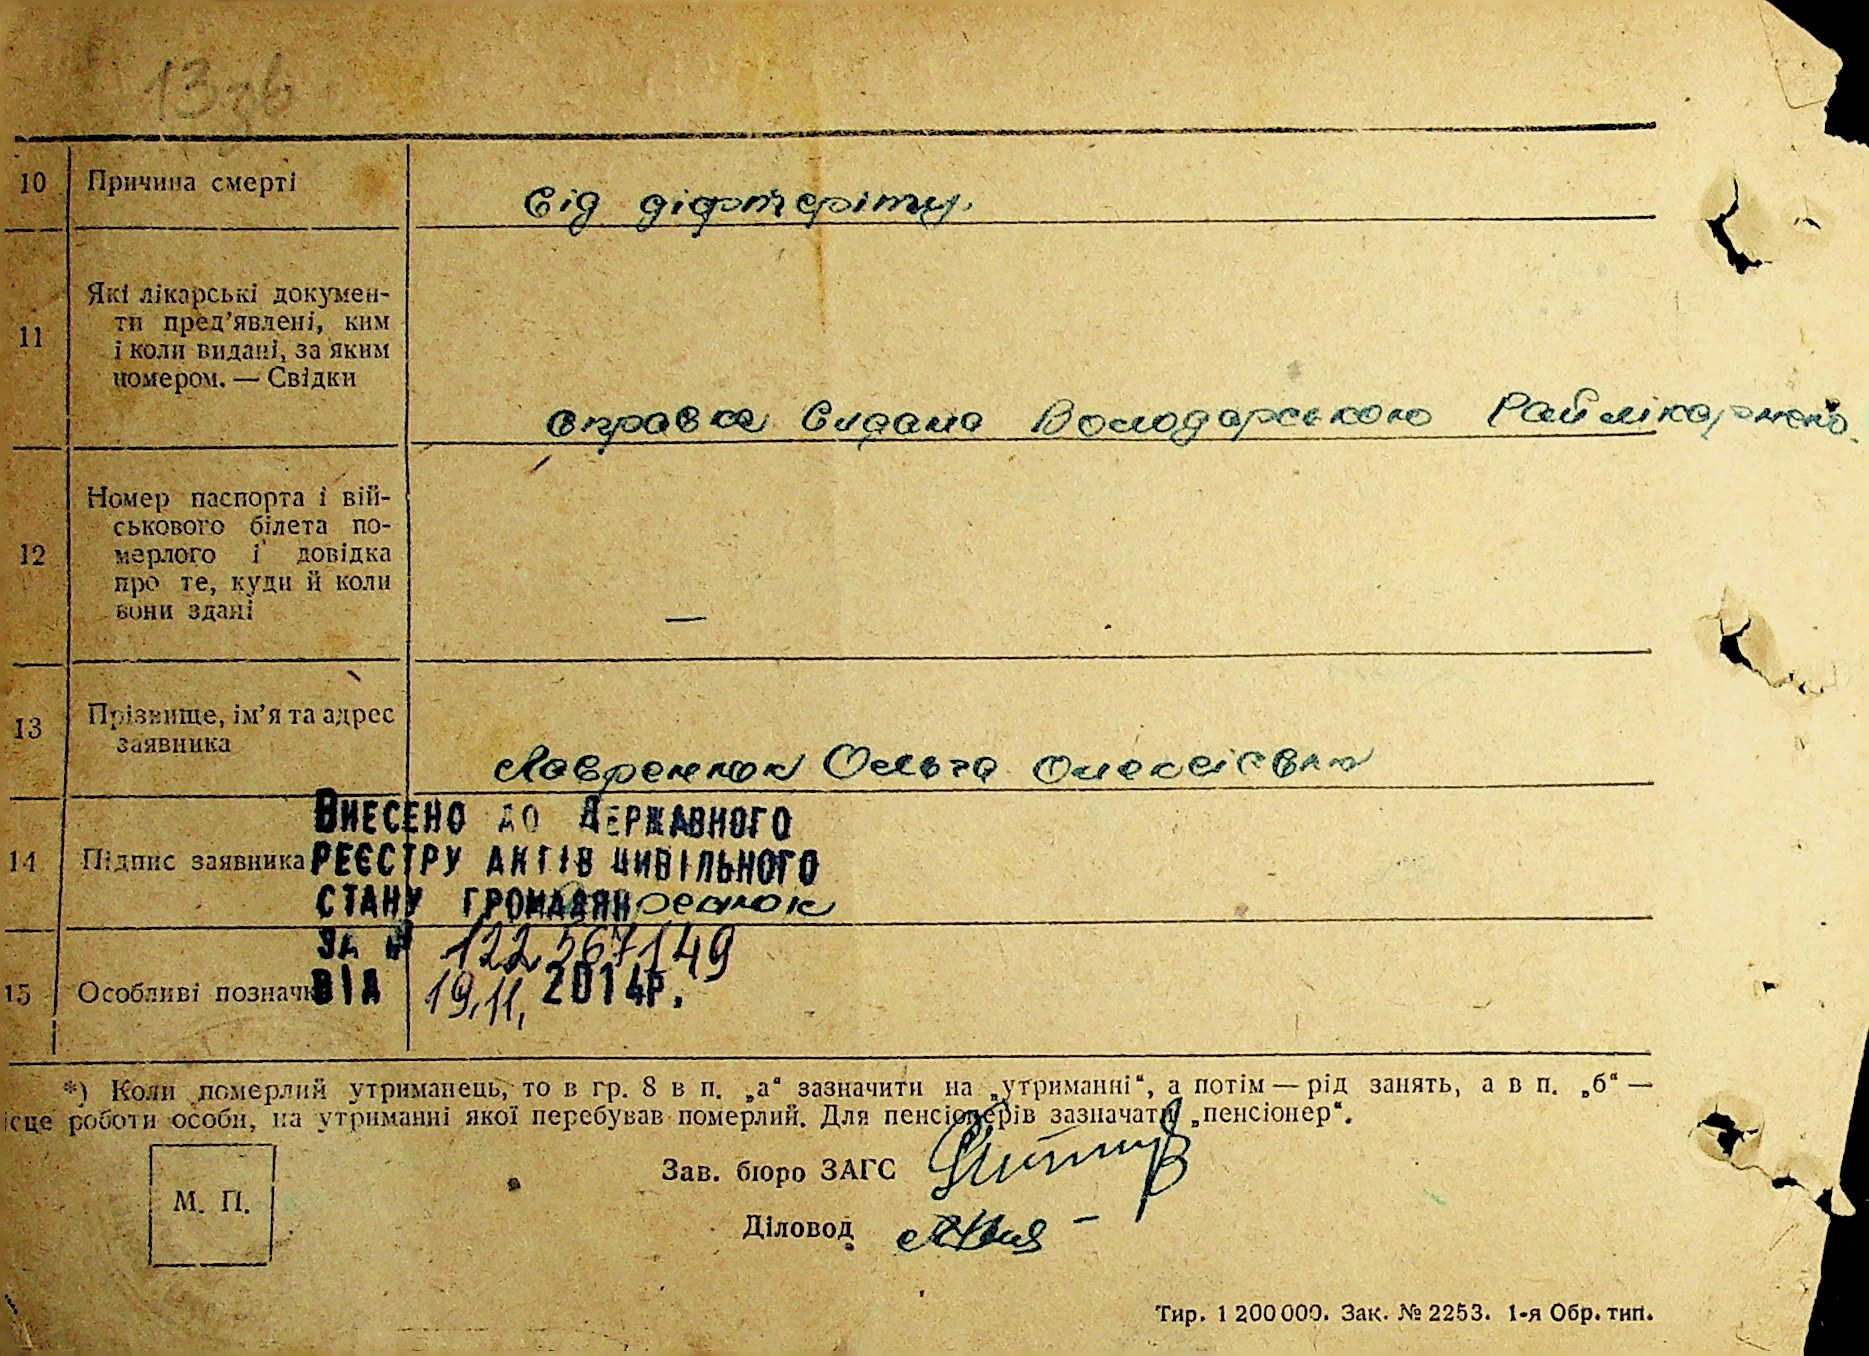 13зв
10 Причина смерті Від діфтеріту.
11 Які лікарські докумен-
ти пред’явлені, ким
і коли видані, за яким
номером. — Свідки
справка видана Володарською Райлікарнею.
12 Номер паспорта і вій-
ськового білета по-
мерлого і довідка
про те, куди й коли
вони здані
—
13 Прізвище, ім’я та адрес
заявника
Лавренюк Ольга Олексіївна
ВНЕСЕНО ДО ДЕРЖАВНОГО
14 Підпис заявника
РЕЄСТРУ АКТІВ ЦИВІЛЬНОГО
СТАНУ ГРОМАДЯН
ЗА № 122567149
15 Особливі позначки
ВІД 19.11. 2014Р.
*) Коли померлий утриманець, то в гр. 8 в п. „а“ зазначити на „утриманні“, а потім — рід занять, а в п. „б“ —
ісце роботи особи, на утриманні якої перебував померлий. Для пенсіонерів зазначати „пенсіонер“.
Зав. бюро ЗАГС
М. П.
Діловод
Тир. 1 200 000. Зак. № 2253. 1-я Обр. тип.